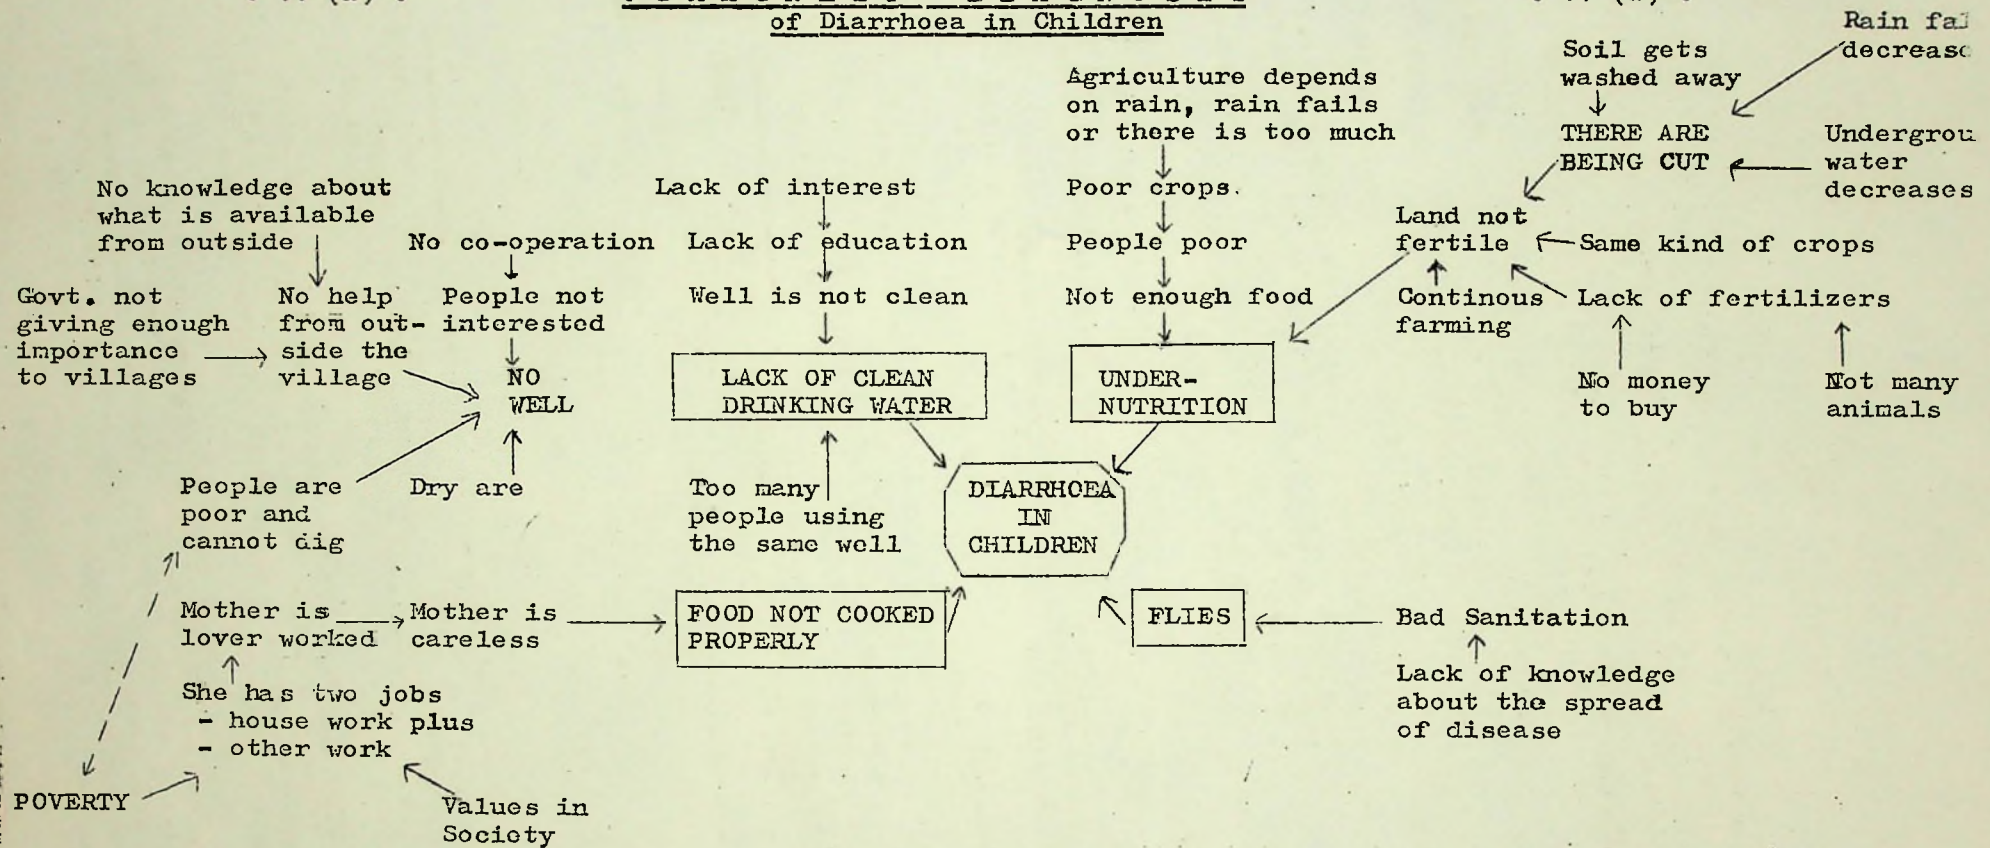 of Diarrhoea in Children
Rain
decreas
Soil gets
washed away
THERE ARE
BEING CUT
Undergrou
water
decreases
Agriculture depends
on rain, rain fails
or there is too much
Poor crops.
People poor
Not enough food
UNDER-
NUTRITION
Land not
fertile
Same kind of crops
Continous
farming
Lack of fertilizers
No money
to buy
Not many
animals
No knowledge about
what is available
from outside
Govt. not
giving enough
importance
to villages
No help
from out-
side the
village
No co-operation
People not
interested
NO
WELL
People are
poor and
cannot dig
Dry are
Lack of interest
Lack of education
Well is not clean
LACK OF CLEAN
DRINKING WATER
Too many
people using
the same well
DIARRHOEA
IN
CHILDREN
Mother is
lover worked
Mother is
careless
FOOD NOT COOKED
PROPERLY
FLIES
Bad Sanitation
Lack of knowledge
about the spread
of disease
She has two jobs
- house work plus
- other work
POVERTY
Values in
Society